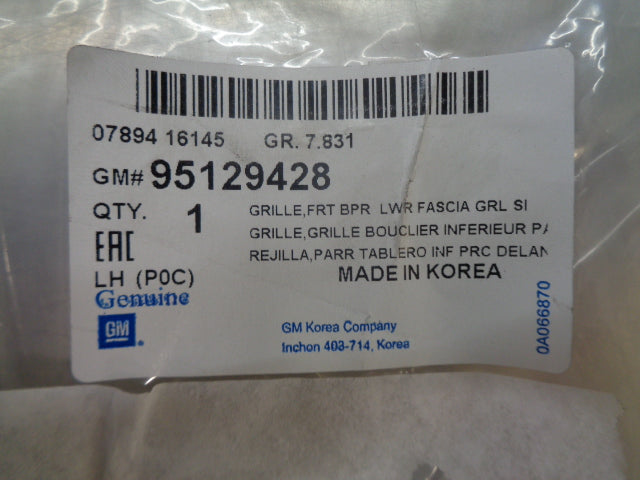 07894 16145 GR. 7.831
GM# 95129428
QTY. 1
GRILLE,FRT BPR LWR FASCIA GRL SI
GRILLE,GRILLE BOUCLIER INFERIEUR PA
REJILLA,PARR TABLERO INF PRC DELAN
EAC
LH (P0C)
MADE IN KOREA
Genuine
GM
GM Korea Company
Inchon 403-714, Korea
0A066870